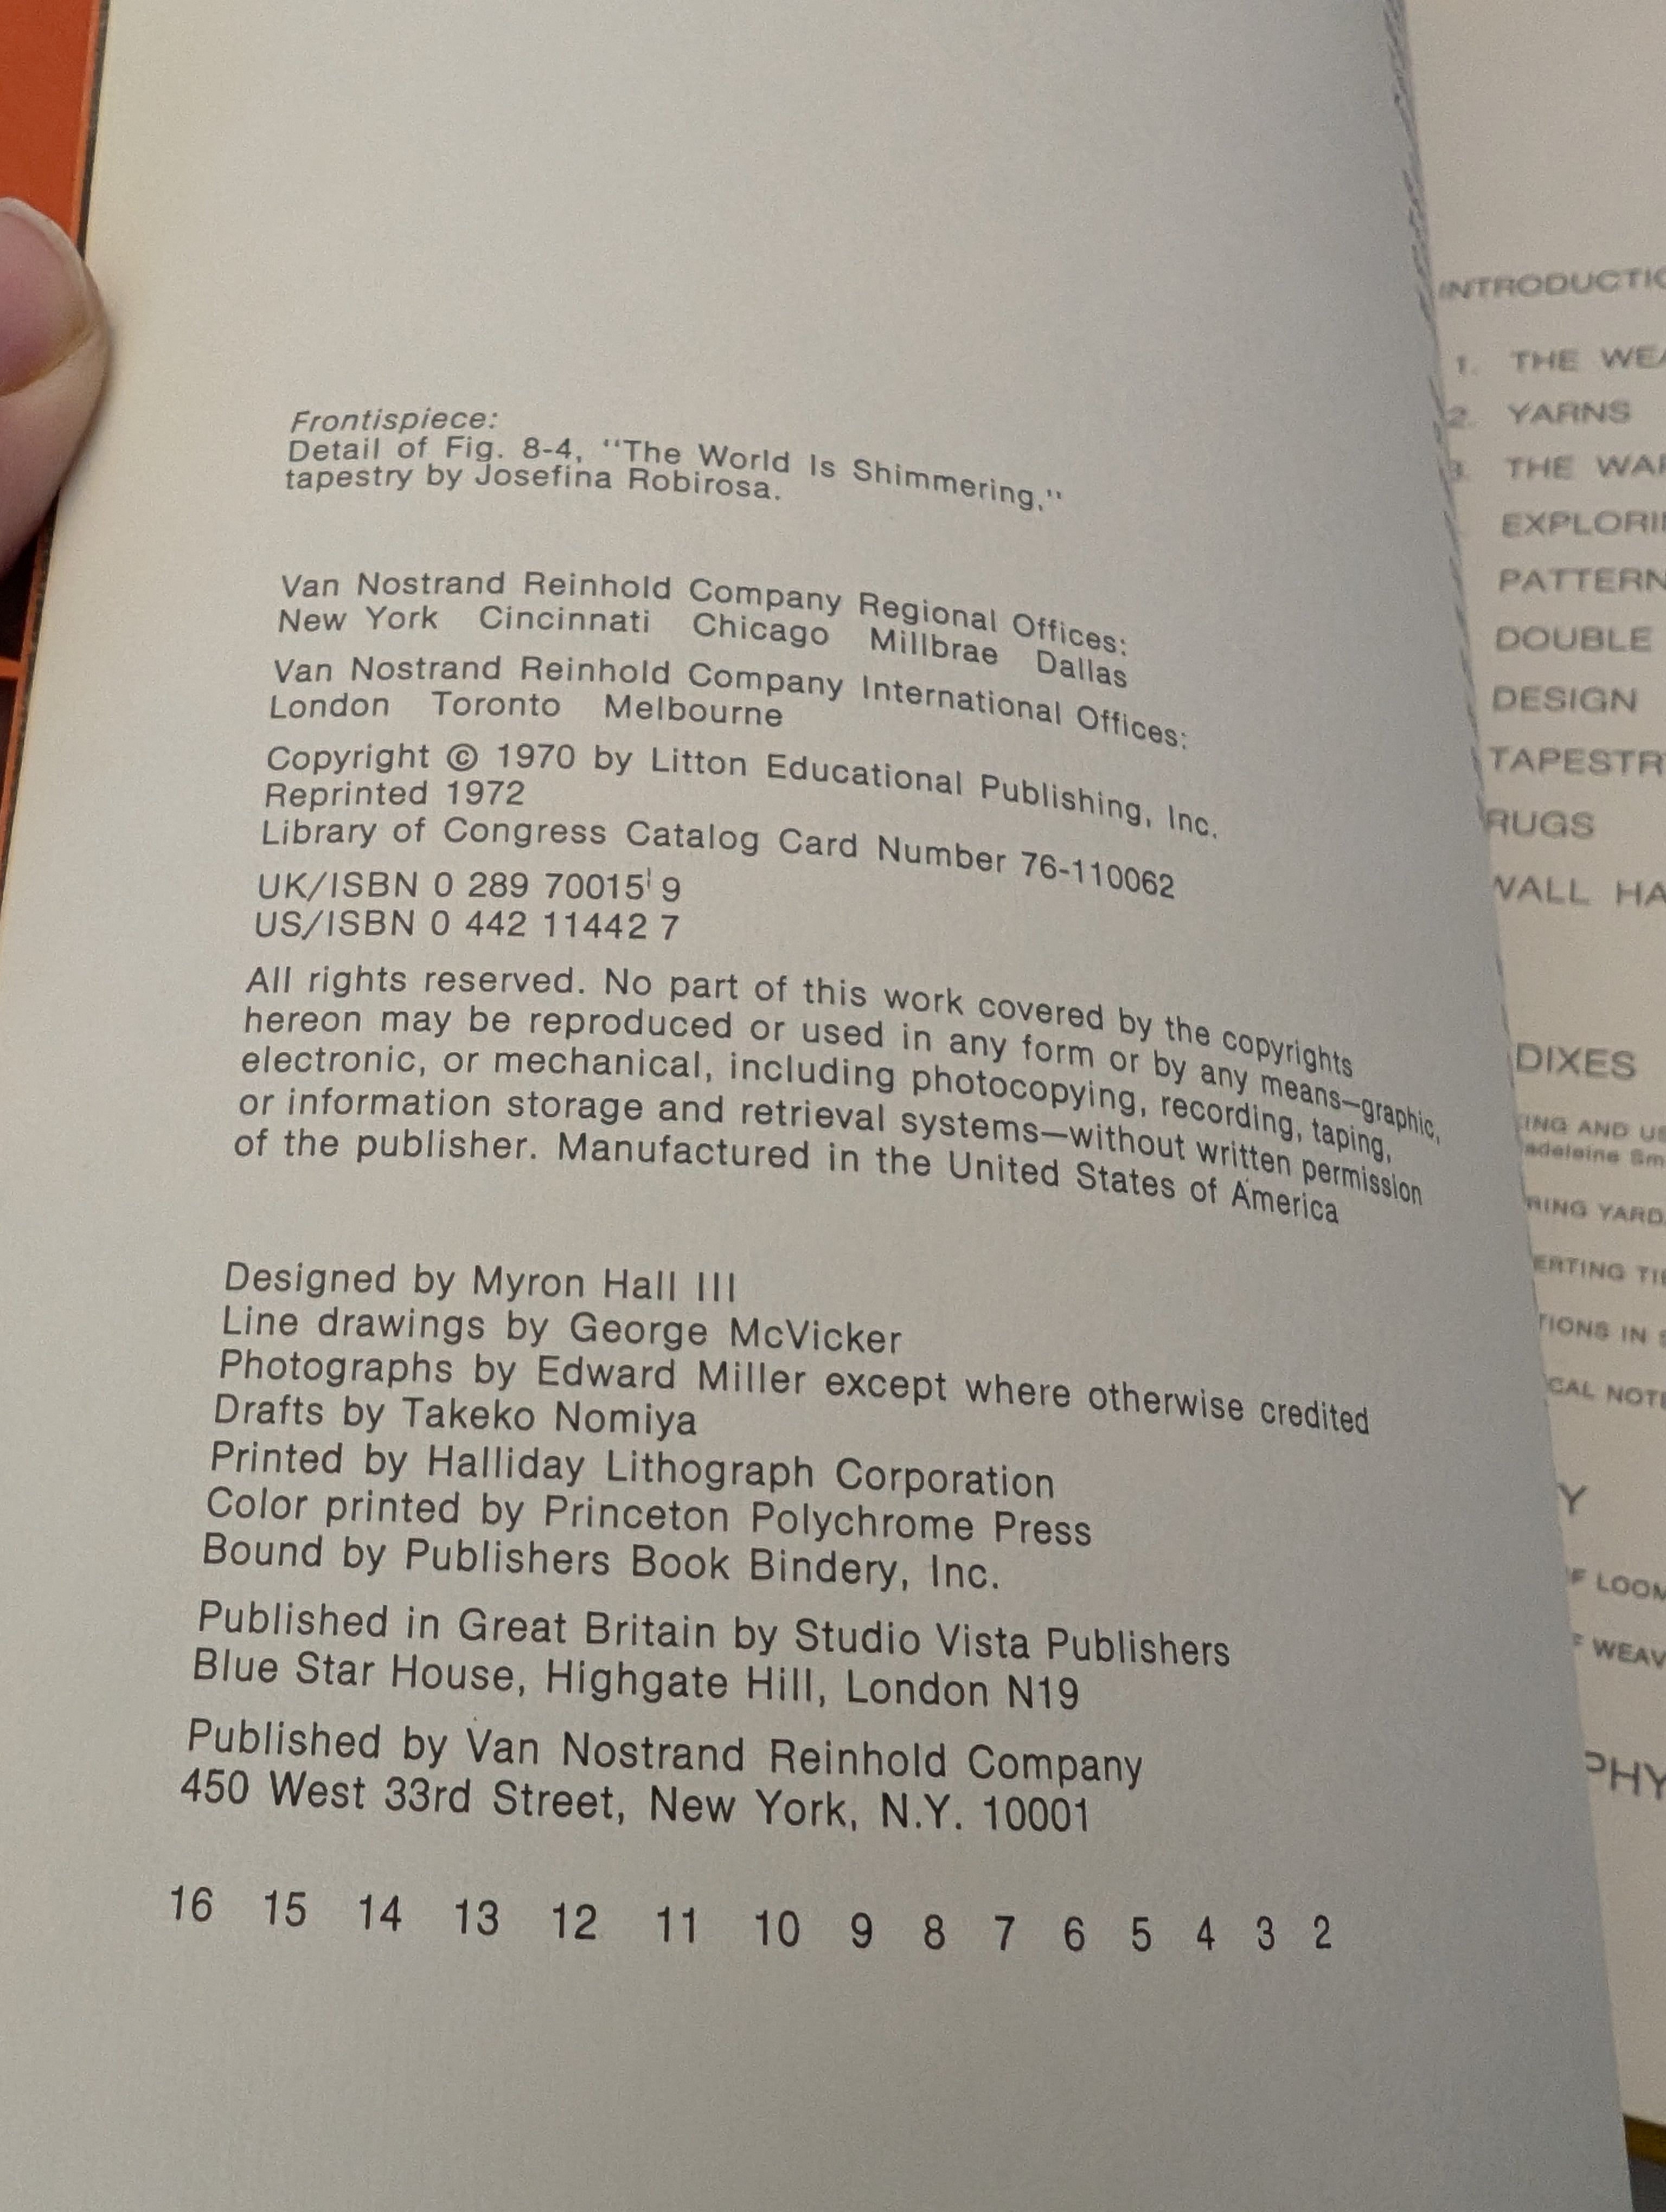 Frontispiece:
Detail of Fig. 8-4, "The World Is Shimmering,"
tapestry by Josefina Robirosa.
Van Nostrand Reinhold Company Regional Offices:
New York Cincinnati Chicago Millbrae Dallas
Van Nostrand Reinhold Company International Offices:
London Toronto Melbourne
Copyright © 1970 by Litton Educational Publishing, Inc.
Reprinted 1972
Library of Congress Catalog Card Number 76-110062
UK/ISBN 0 289 70015 9
US/ISBN 0 442 11442 7
All rights reserved. No part of this work covered by the copyrights
hereon may be reproduced or used in any form or by any means—graphic,
electronic, or mechanical, including photocopying, recording, taping,
or information storage and retrieval systems—without written permission
of the publisher. Manufactured in the United States of America
Designed by Myron Hall III
Line drawings by George McVicker
Photographs by Edward Miller except where otherwise credited
Drafts by Takeko Nomiya
Printed by Halliday Lithograph Corporation
Color printed by Princeton Polychrome Press
Bound by Publishers Book Bindery, Inc.
Published in Great Britain by Studio Vista Publishers
Blue Star House, Highgate Hill, London N19
Published by Van Nostrand Reinhold Company
450 West 33rd Street, New York, N.Y. 10001
16 15 14 13 12 11 10 9 8 7 6 5 4 3 2
1. THE
2. YARNS
3. THE
PATTERN
DOUBLE
DESIGN
RUGS
WALL
AND
YARD
IN